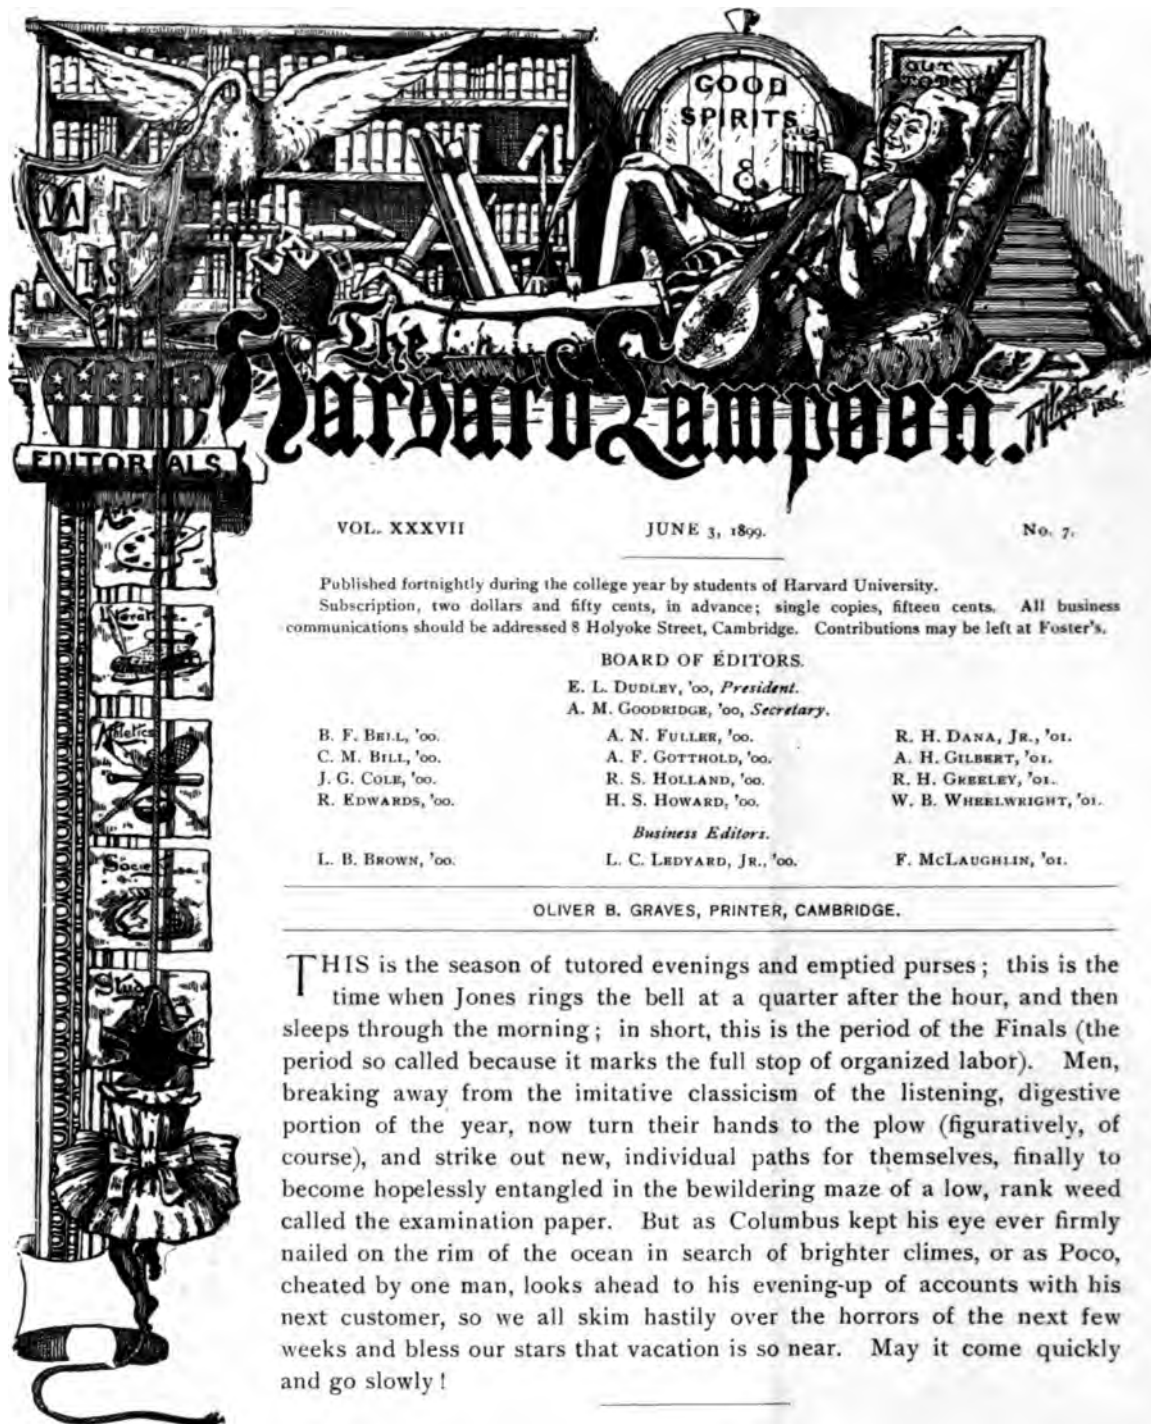 GOOD
SPIRITS
OUT
VA
RI
TAS
The
Harvard Lampoon.
1885.
EDITORIALS
Art
Literature.
Athletics
Society
Stud
VOL. XXXVII JUNE 3, 1899. No. 7.
Published fortnightly during the college year by students of Harvard University.
Subscription, two dollars and fifty cents, in advance; single copies, fifteen cents. All business
communications should be addressed 8 Holyoke Street, Cambridge. Contributions may be left at Foster's.
BOARD OF EDITORS.
E. L. DUDLEY, '00, President.
A. M. GOODRIDGE, '00, Secretary.
B. F. BELL, '00. A. N. FULLER, '00. R. H. DANA, JR., '01.
C. M. BILL, '00. A. F. GOTTHOLD, '00. A. H. GILBERT, '01.
J. G. COLE, '00. R. S. HOLLAND, '00. R. H. GREELEY, '01.
R. EDWARDS, '00. H. S. HOWARD, '00. W. B. WHEELWRIGHT, '01.
Business Editors.
L. B. BROWN, '00. L. C. LEDYARD, JR., '00. F. MCLAUGHLIN, '01.
OLIVER B. GRAVES, PRINTER, CAMBRIDGE.
THIS is the season of tutored evenings and emptied purses; this is the
time when Jones rings the bell at a quarter after the hour, and then
sleeps through the morning; in short, this is the period of the Finals (the
period so called because it marks the full stop of organized labor). Men,
breaking away from the imitative classicism of the listening, digestive
portion of the year, now turn their hands to the plow (figuratively, of
course), and strike out new, individual paths for themselves, finally to
become hopelessly entangled in the bewildering maze of a low, rank weed
called the examination paper. But as Columbus kept his eye ever firmly
nailed on the rim of the ocean in search of brighter climes, or as Poco,
cheated by one man, looks ahead to his evening-up of accounts with his
next customer, so we all skim hastily over the horrors of the next few
weeks and bless our stars that vacation is so near. May it come quickly
and go slowly!